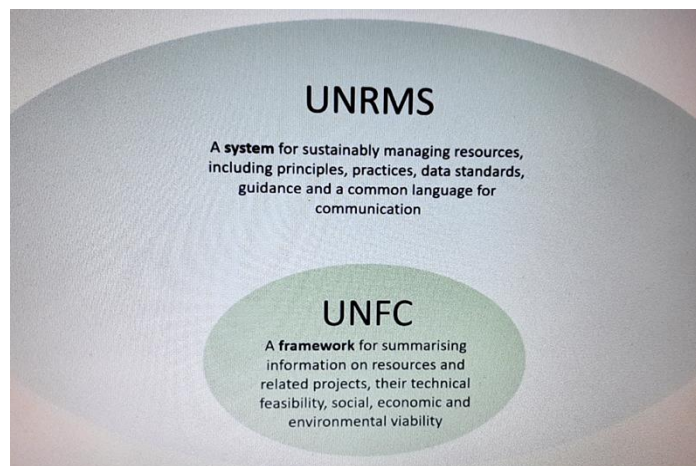 UNRMS
A system for sustainably managing resources,
including principles, practices, data standards,
guidance and a common language for
communication
UNFC
A framework for summarising
information on resources and
related projects, their technical
feasibility, social, economic and
environmental viability